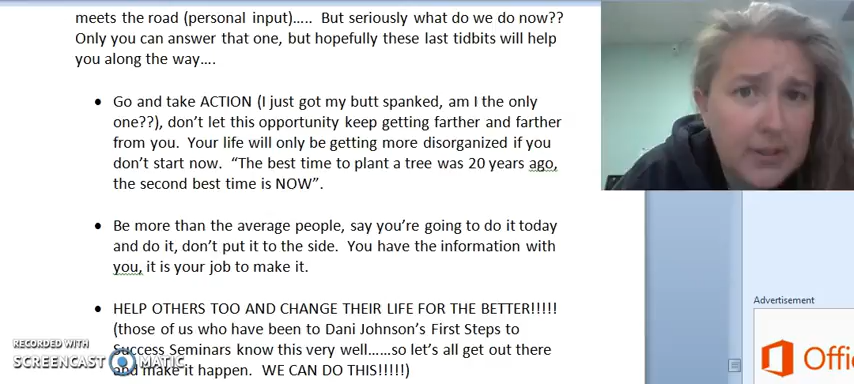 meets the road (personal input)..... But seriously what do we do now??
Only you can answer that one, but hopefully these last tidbits will help
you along the way....
• Go and take ACTION (I just got my butt spanked, am I the only
one??), don't let this opportunity keep getting farther and farther
from you. Your life will only be getting more disorganized if you
don't start now. "The best time to plant a tree was 20 years ago,
the second best time is NOW".
• Be more than the average people, say you're going to do it today
and do it, don't put it to the side. You have the information with
you, it is your job to make it.
• HELP OTHERS TOO AND CHANGE THEIR LIFE FOR THE BETTER!!!!!
(those of us who have been to Dani Johnson's First Steps to
Success Seminars know this very well......so let's all get out there
and make it happen. WE CAN DO THIS!!!!!)
Advertisement
Offi
RECORDED WITH
SCREENCAST MATIC